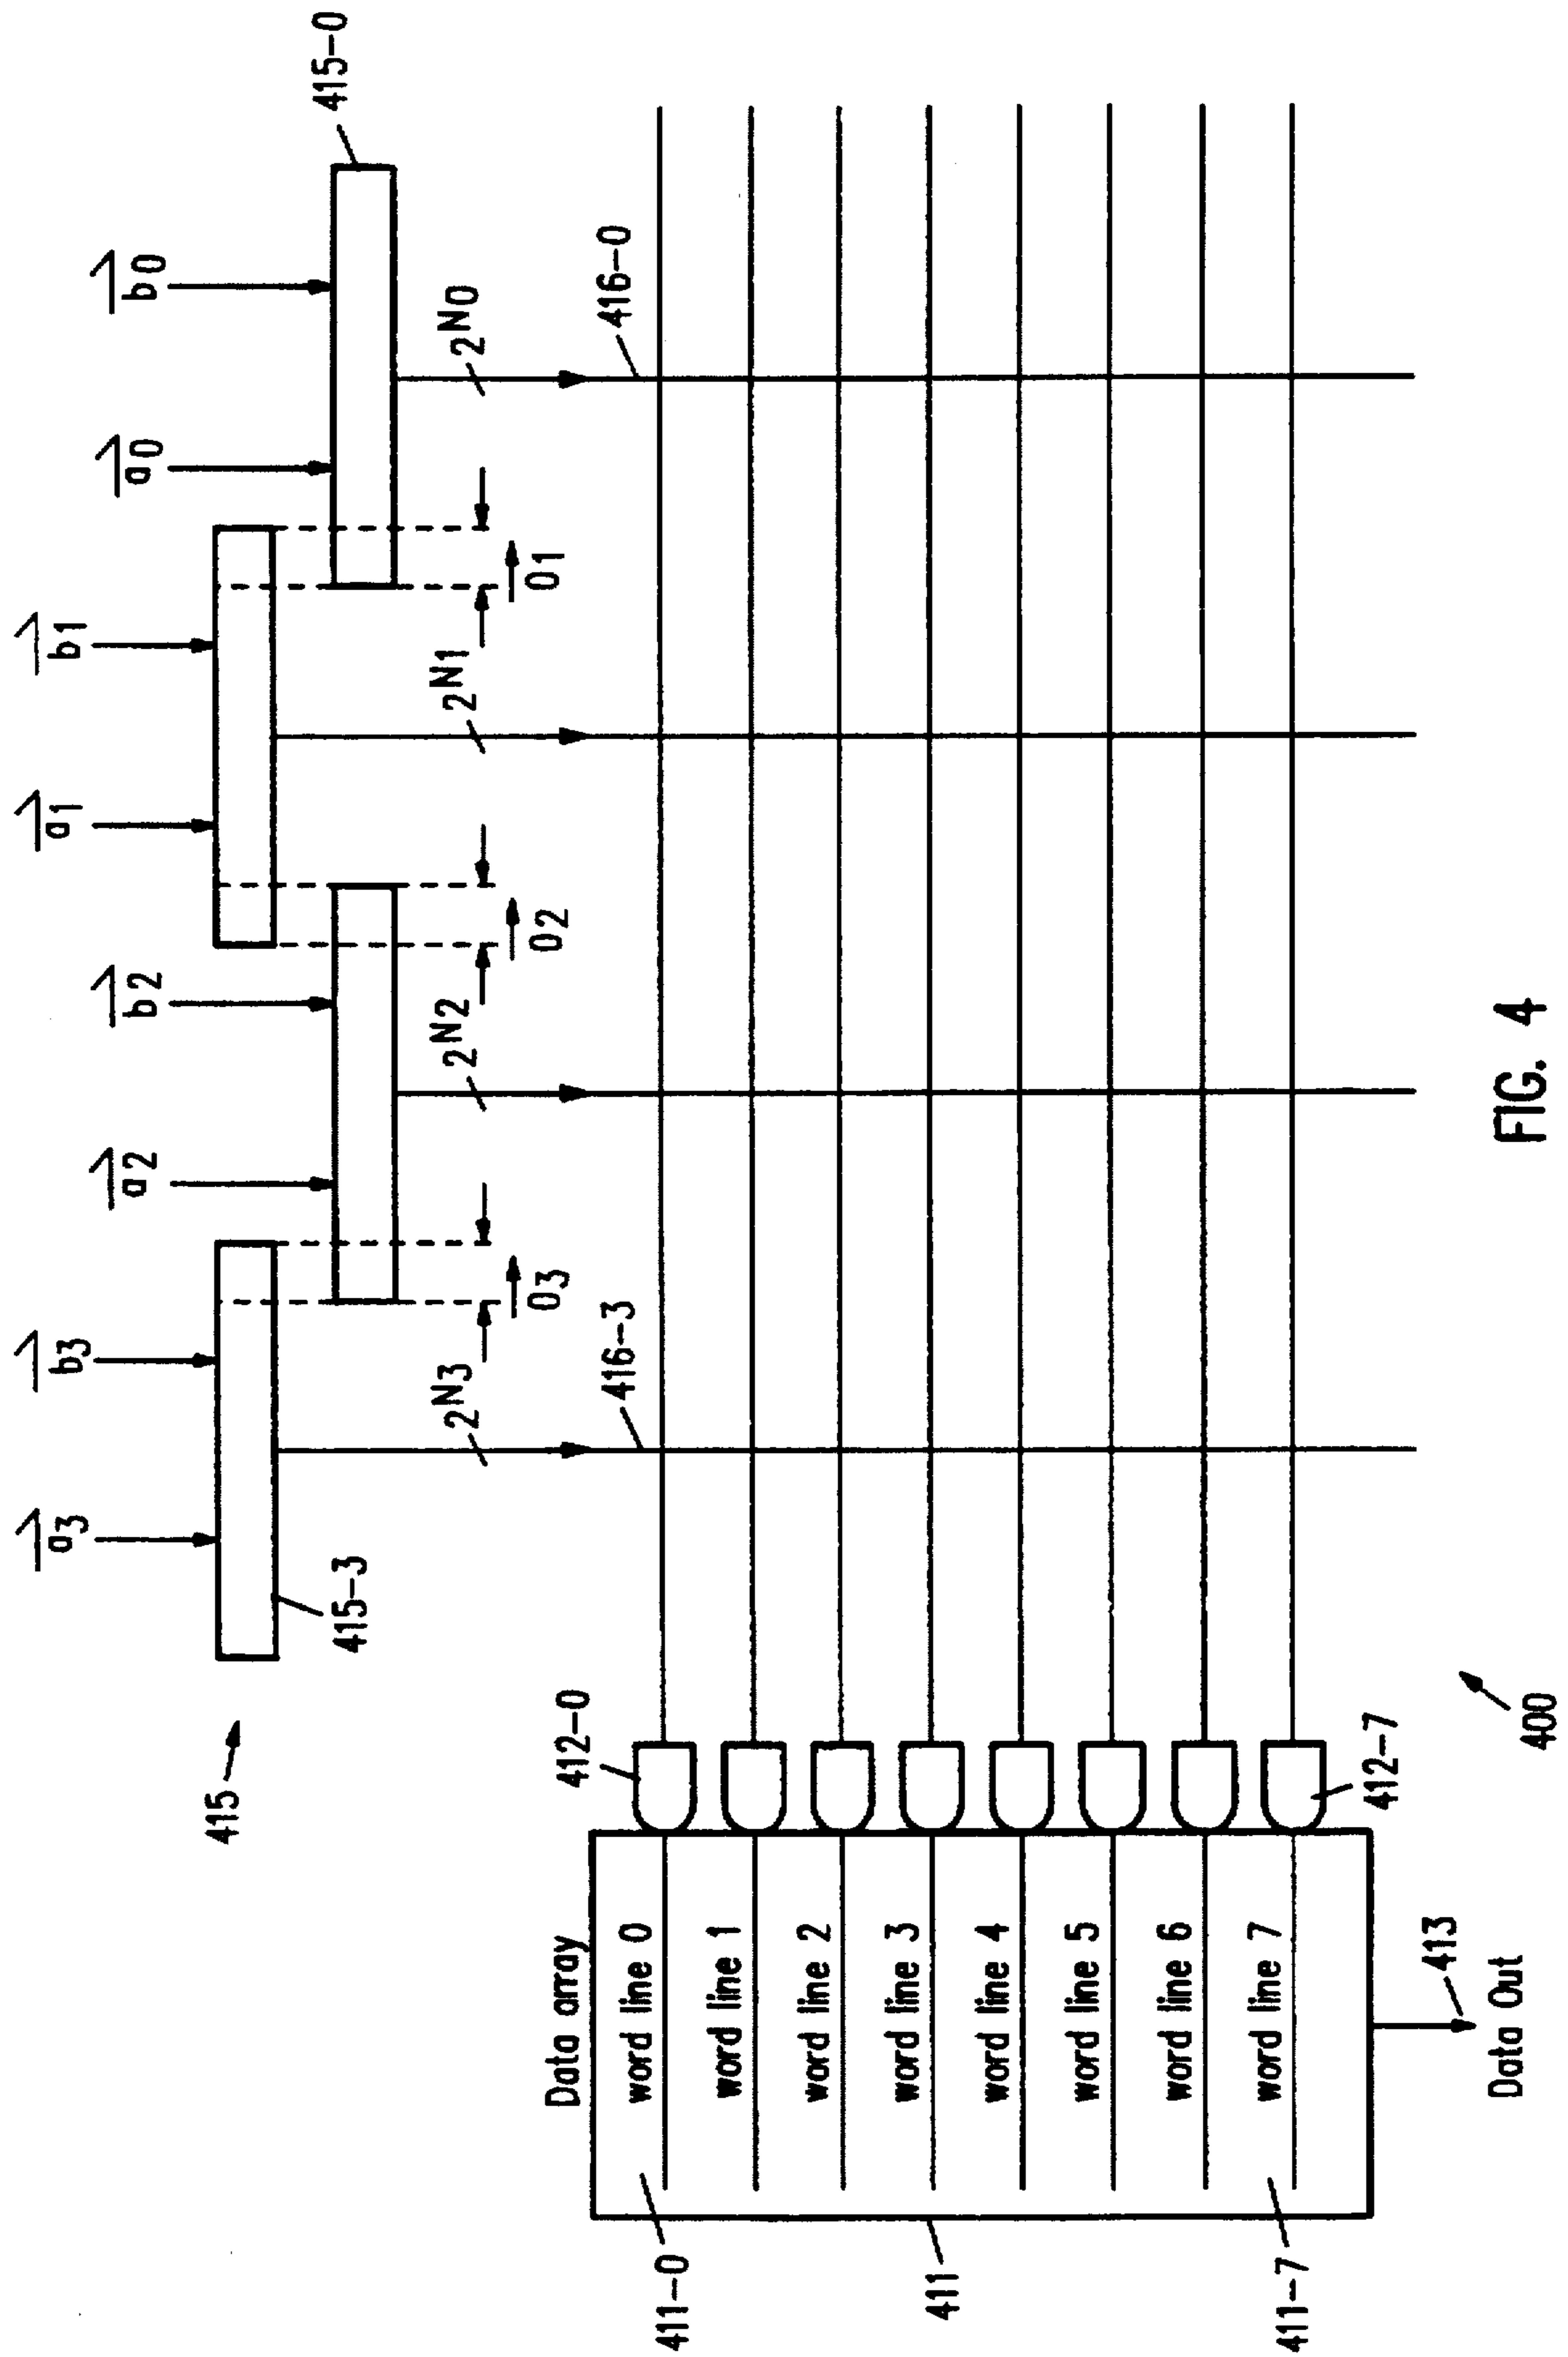 a3
b3
a2
b2
a1
b1
a0
b0
415
415-3
415-0
2N3
O3
2N2
O2
2N1
O1
2N0
416-3
416-0
412-0
412-7
Data array
word line 0
word line 1
word line 2
word line 3
word line 4
word line 5
word line 6
word line 7
411-0
411
411-7
Data Out
413
400
FIG. 4